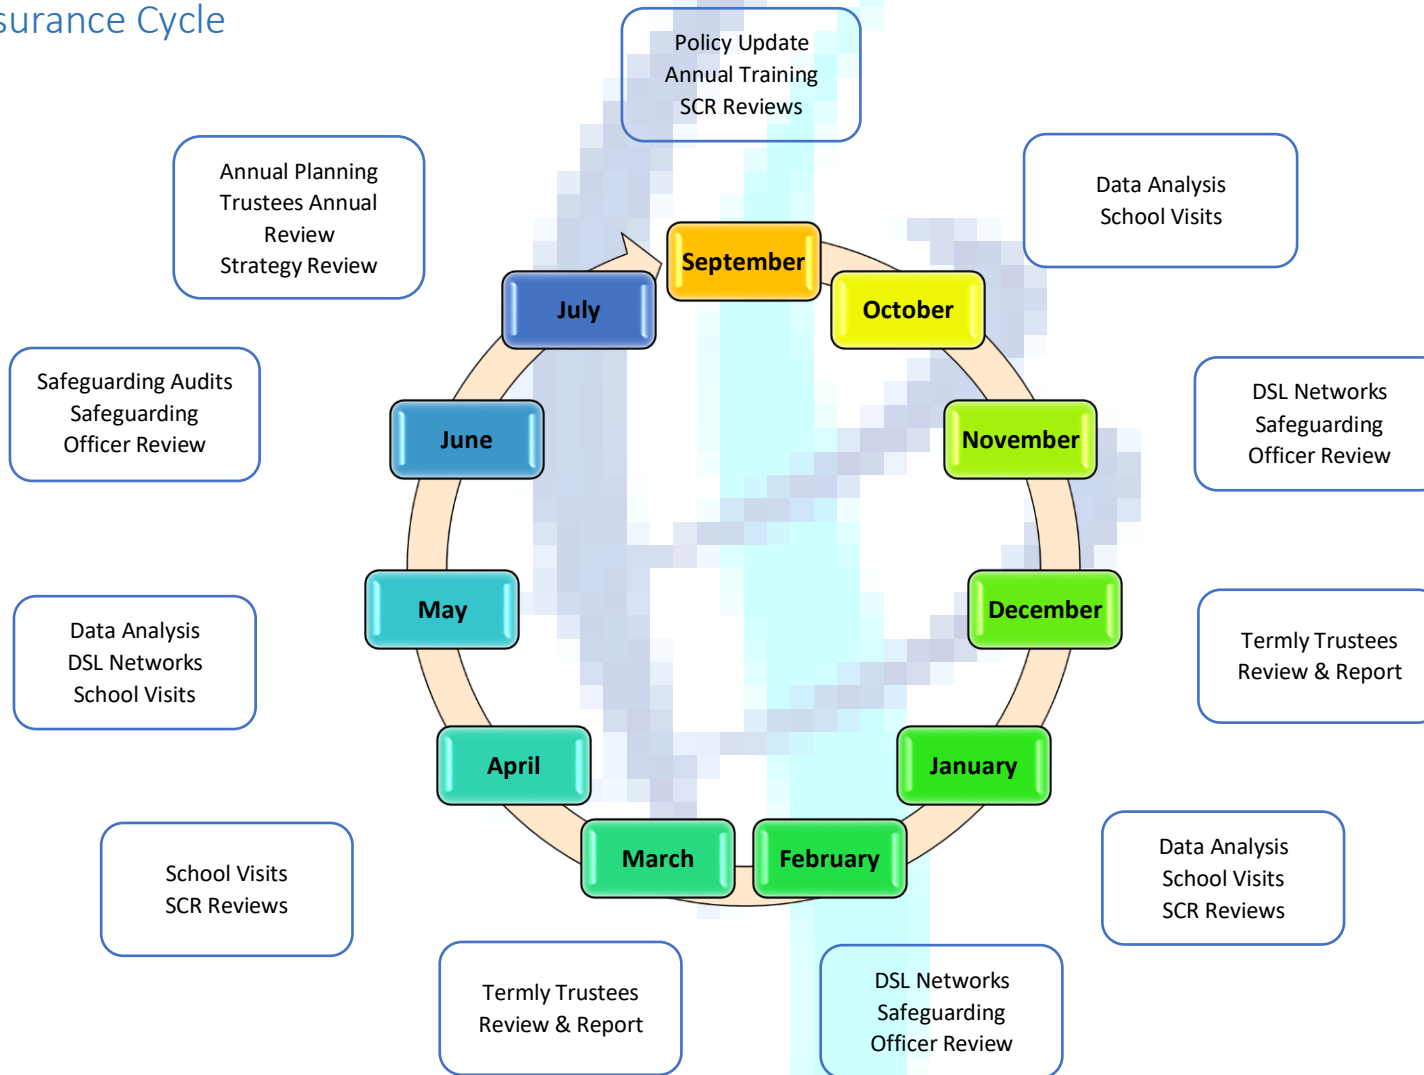 surance Cycle
Policy Update
Annual Training
SCR Reviews
Annual Planning
Trustees Annual
Review
Strategy Review
Data Analysis
School Visits
September
July
October
Safeguarding Audits
Safeguarding
Officer Review
June
November
DSL Networks
Safeguarding
Officer Review
May
December
Data Analysis
DSL Networks
School Visits
Termly Trustees
Review & Report
April
January
School Visits
SCR Reviews
March
February
Data Analysis
School Visits
SCR Reviews
Termly Trustees
Review & Report
DSL Networks
Safeguarding
Officer Review